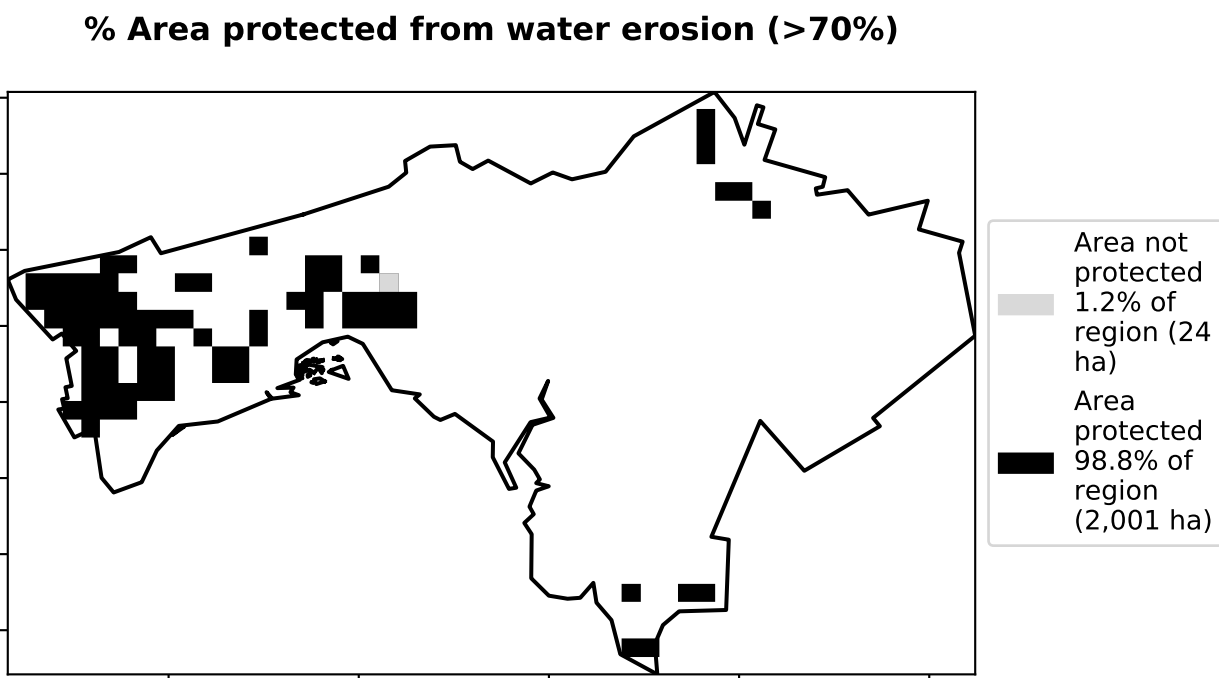 % Area protected from water erosion (>70%)
Area not
protected
1.2% of
region (24
ha)
Area
protected
98.8% of
region
(2,001 ha)